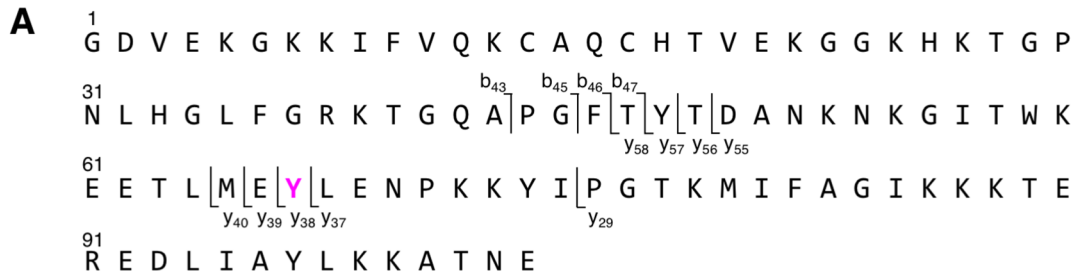 A
1
G D V E K G K K I F V Q K C A Q C H T V E K G G K H K T G P
b43 b45 b46 b47
31
N L H G L F G R K T G Q A P G F T Y T D A N K N K G I T W K
y58 y57 y56 y55
61
E E T L M E Y L E N P K K Y I P G T K M I F A G I K K K T E
y40 y39 y38 y37 y29
91
R E D L I A Y L K K A T N E